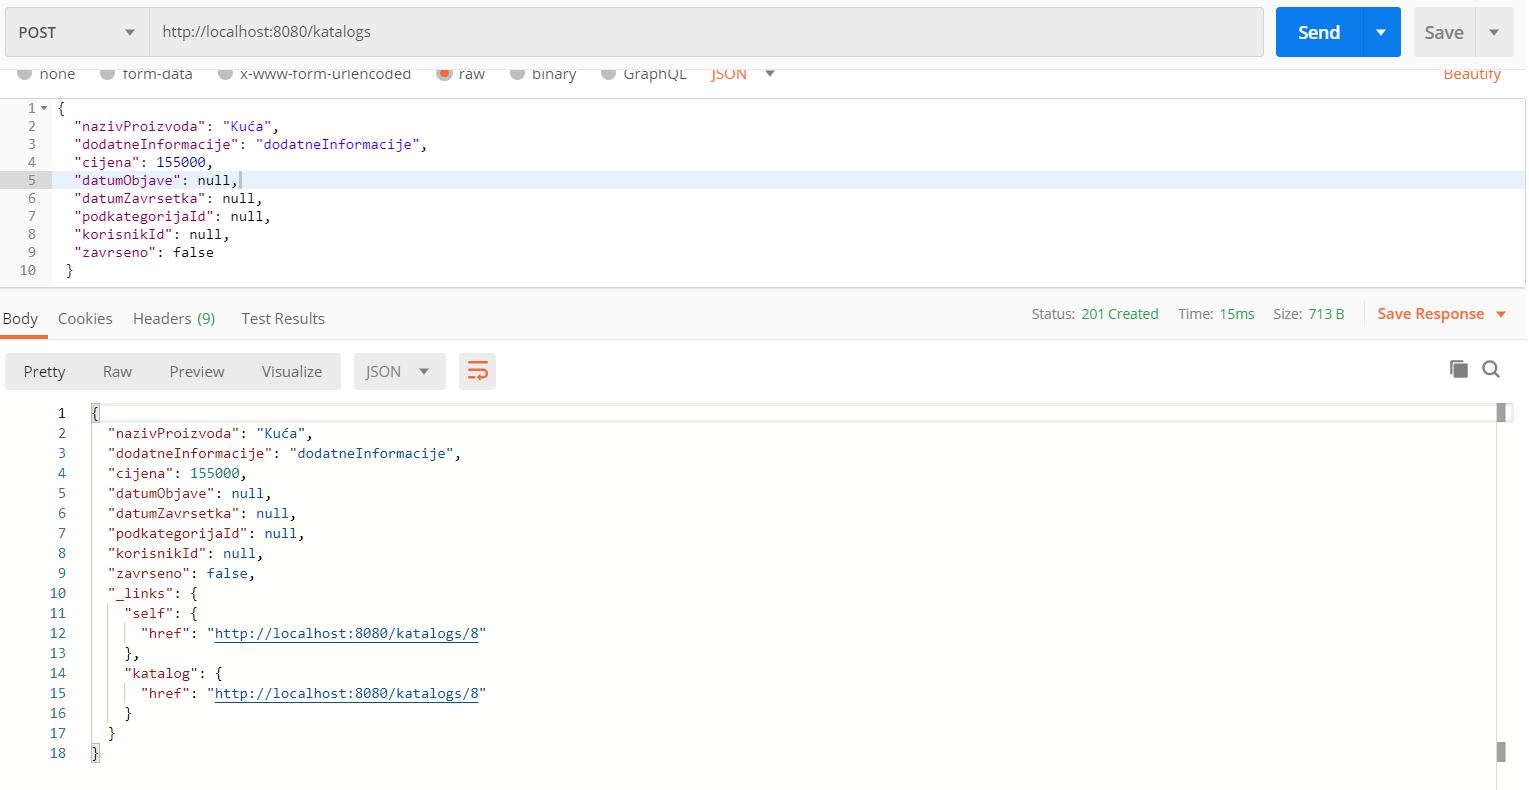 POST http://localhost:8080/katalogs Send Save
none form-data x-www-form-urlencoded raw binary GraphQL JSON Beautify
1 {
2 "nazivProizvoda": "Kuća",
3 "dodatneInformacije": "dodatneInformacije",
4 "cijena": 155000,
5 "datumObjave": null,
6 "datumZavrsetka": null,
7 "podkategorijaId": null,
8 "korisnikId": null,
9 "zavrseno": false
10 }
Body Cookies Headers (9) Test Results Status: 201 Created Time: 15ms Size: 713 B Save Response
Pretty Raw Preview Visualize JSON
1 {
2 "nazivProizvoda": "Kuća",
3 "dodatneInformacije": "dodatneInformacije",
4 "cijena": 155000,
5 "datumObjave": null,
6 "datumZavrsetka": null,
7 "podkategorijaId": null,
8 "korisnikId": null,
9 "zavrseno": false,
10 "_links": {
11 "self": {
12 "href": "http://localhost:8080/katalogs/8"
13 },
14 "katalog": {
15 "href": "http://localhost:8080/katalogs/8"
16 }
17 }
18 }